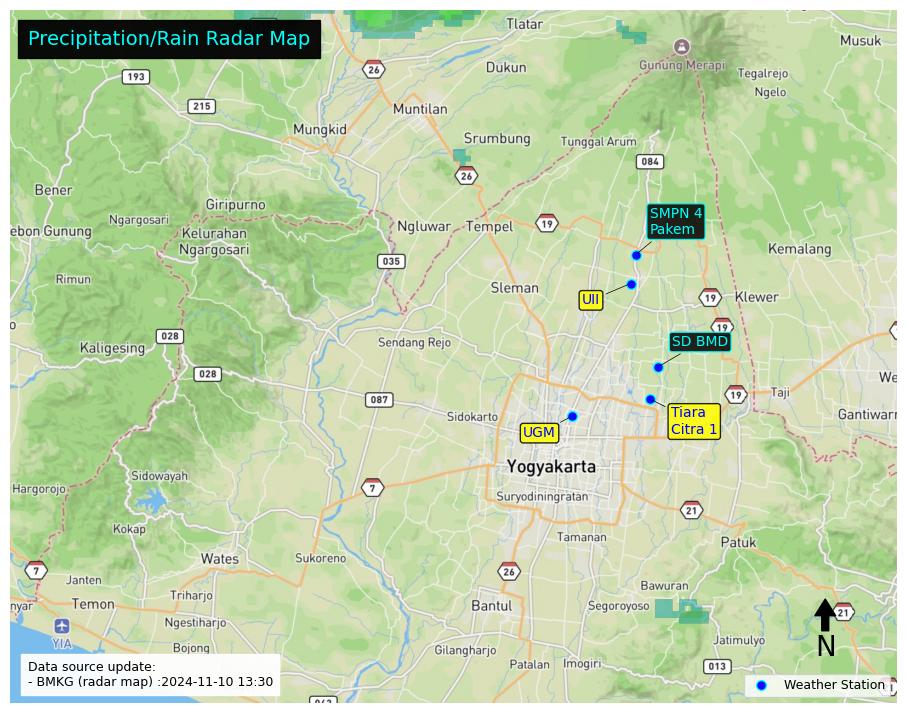 Precipitation/Rain Radar Map
Tlatar
Musuk
26
193
Dukun
Gunung Merapi
Tegalrejo
Ngelo
215
Muntilan
Mungkid
Srumbung
Tunggal Arum
084
26
Bener
Giripurno
Ngargosari
ebon Gunung
Kelurahan
Ngargosari
Ngluwar
Tempel
19
SMPN 4
Pakem
Kemalang
035
Rimun
Sleman
UII
19
Klewer
19
028
Kaligesing
Sendang Rejo
SD BMD
028
We
087
19
Taji
Sidokarto
UGM
Tiara
Citra 1
Gantiwarn
Yogyakarta
Sidowayah
Hargorojo
7
Suryodiningratan
21
Kokap
Tamanan
Patuk
Wates
Sukoreno
7
26
Janten
Bawuran
nyar
Temon
Triharjo
Bantul
Segoroyoso
21
Ngestiharjo
YIA
Jatimulyo
N
Bojong
Gilangharjo
Patalan
Imogiri
013
Data source update:
- BMKG (radar map) :2024-11-10 13:30
Weather Station